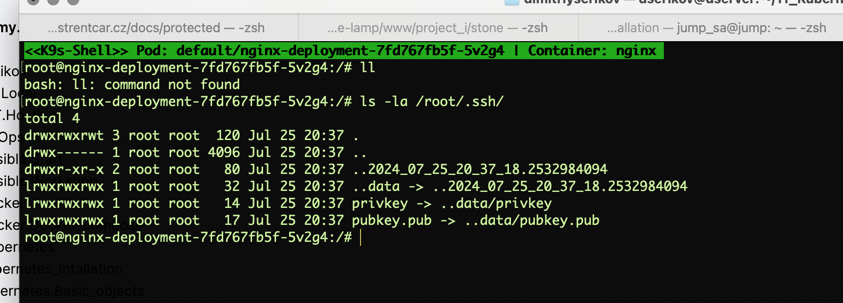 ...strentcar.cz/docs/protected — -zsh
...e-lamp/www/project_i/stone — -zsh
...allation — jump_sa@jump: ~ — -zsh
<<K9s-Shell>> Pod: default/nginx-deployment-7fd767fb5f-5v2g4 | Container: nginx
[root@nginx-deployment-7fd767fb5f-5v2g4:/# ll
bash: ll: command not found
[root@nginx-deployment-7fd767fb5f-5v2g4:/# ls -la /root/.ssh/
total 4
drwxrwxrwt 3 root root  120 Jul 25 20:37 .
drwx------ 1 root root 4096 Jul 25 20:37 ..
drwxr-xr-x 2 root root   80 Jul 25 20:37 ..2024_07_25_20_37_18.2532984094
lrwxrwxrwx 1 root root   32 Jul 25 20:37 ..data -> ..2024_07_25_20_37_18.2532984094
lrwxrwxrwx 1 root root   14 Jul 25 20:37 privkey -> ..data/privkey
lrwxrwxrwx 1 root root   17 Jul 25 20:37 pubkey.pub -> ..data/pubkey.pub
root@nginx-deployment-7fd767fb5f-5v2g4:/#